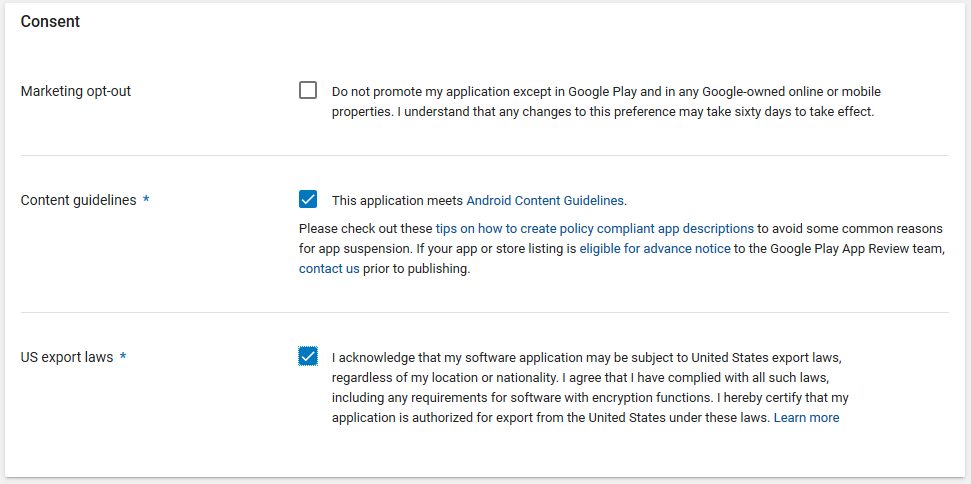 Consent
Marketing opt-out
Do not promote my application except in Google Play and in any Google-owned online or mobile
properties. I understand that any changes to this preference may take sixty days to take effect.
Content guidelines *
This application meets Android Content Guidelines.
Please check out these tips on how to create policy compliant app descriptions to avoid some common reasons
for app suspension. If your app or store listing is eligible for advance notice to the Google Play App Review team,
contact us prior to publishing.
US export laws *
I acknowledge that my software application may be subject to United States export laws,
regardless of my location or nationality. I agree that I have complied with all such laws,
including any requirements for software with encryption functions. I hereby certify that my
application is authorized for export from the United States under these laws. Learn more